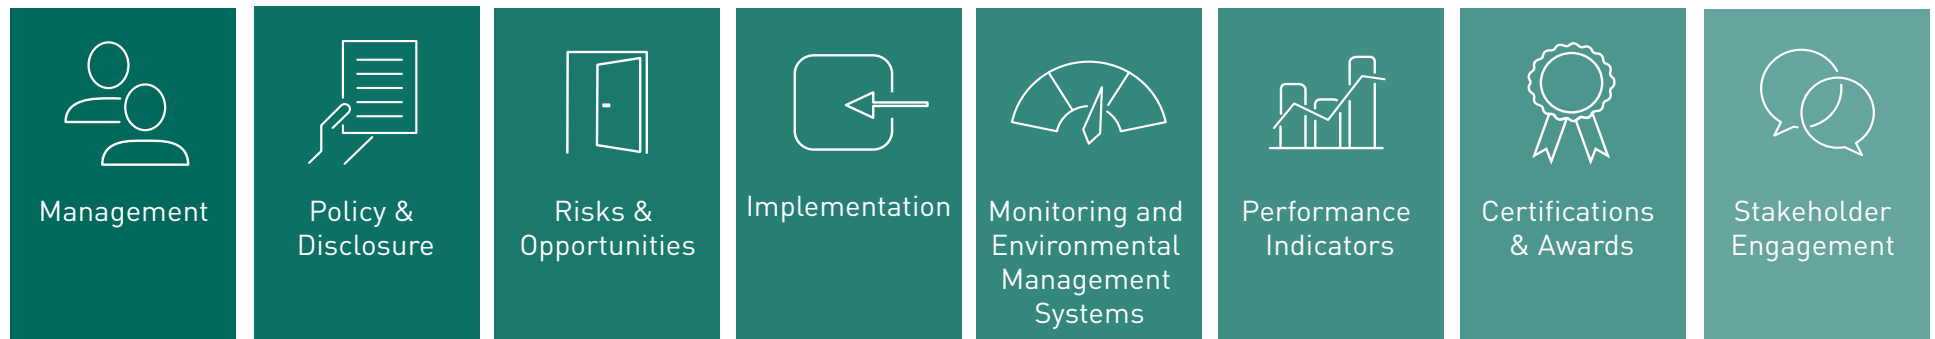 Management
Policy &
Disclosure
Risks &
Opportunities
Implementation
Monitoring and
Environmental
Management
Systems
Performance
Indicators
Certifications
& Awards
Stakeholder
Engagement